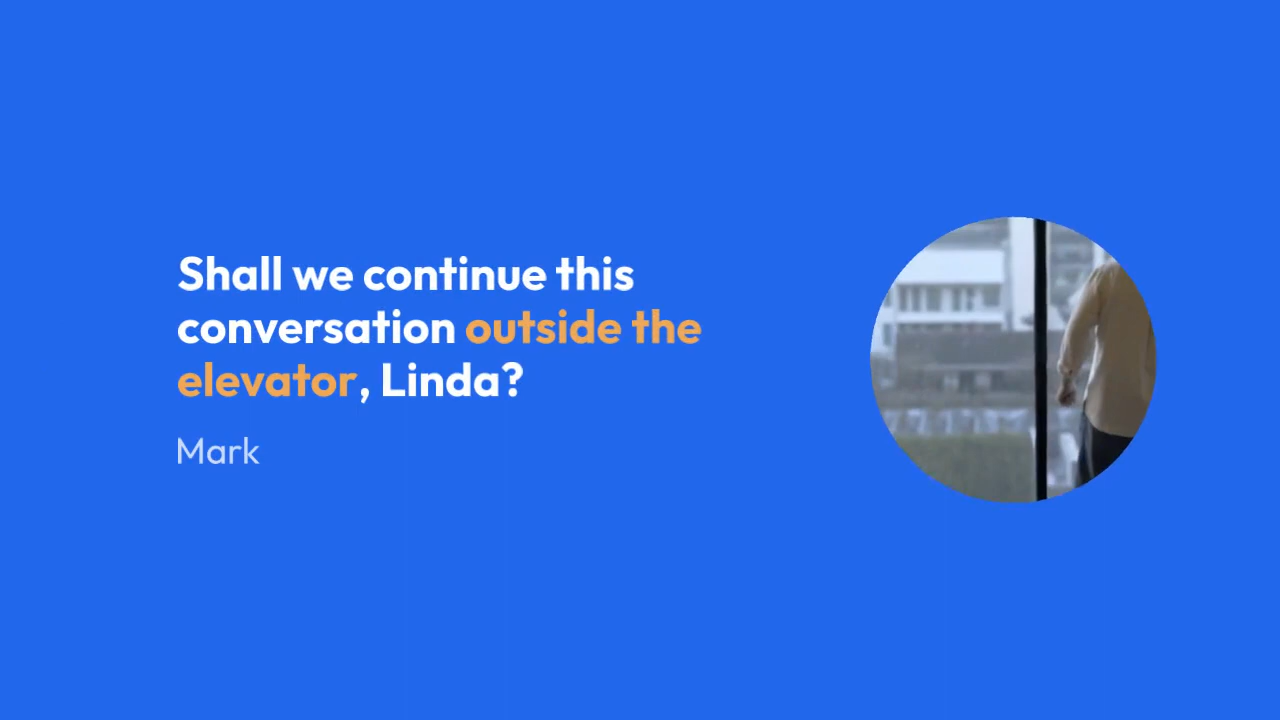 Shall we continue this
conversation outside the
elevator, Linda?
Mark